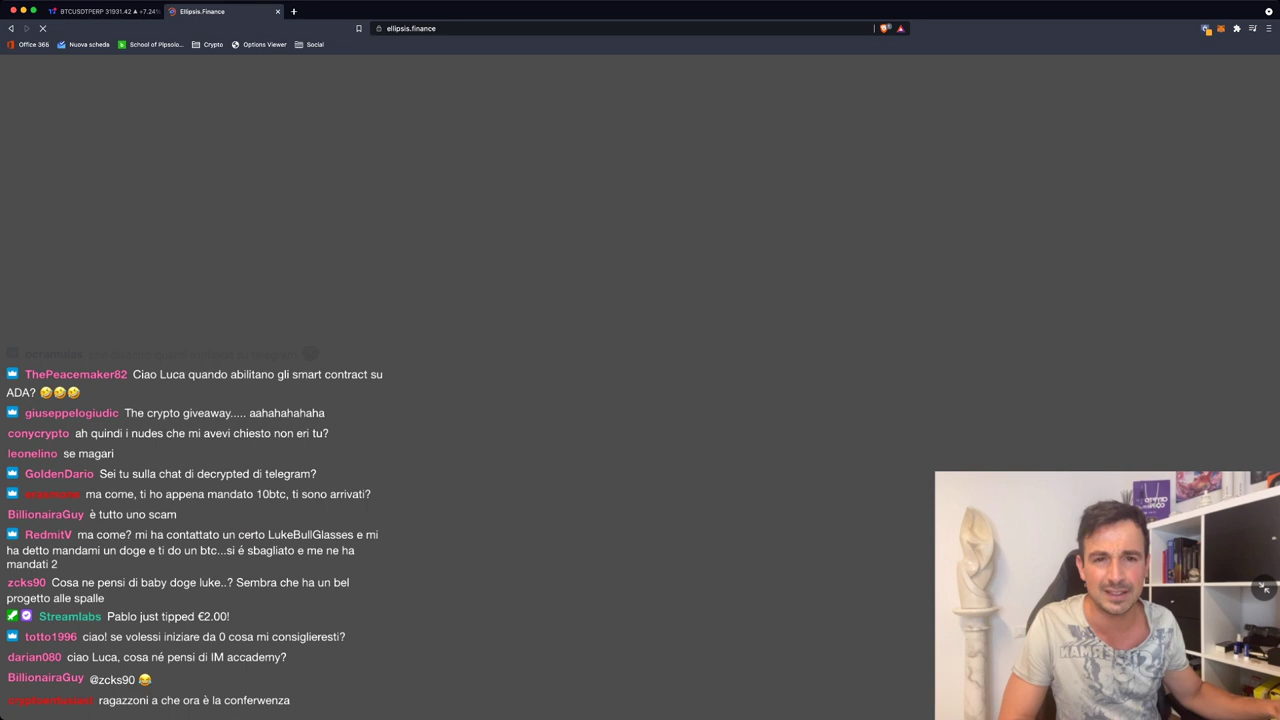 BTCUSDTPERP 31931.42 ▲ +7.24%
Ellipsis.Finance
ellipsis.finance
Office 365
Nuova scheda
School of Pipsolo...
Crypto
Options Viewer
Social
ThePeacemaker82 Ciao Luca quando abilitano gli smart contract su
ADA? 🤣🤣🤣
giuseppelogiudic The crypto giveaway..... aahahahahaha
conycrypto ah quindi i nudes che mi avevi chiesto non eri tu?
leonelino se magari
GoldenDario Sei tu sulla chat di decrypted di telegram?
ma come, ti ho appena mandato 10btc, ti sono arrivati?
BillionairaGuy è tutto uno scam
RedmitV ma come? mi ha contattato un certo LukeBullGlasses e mi
ha detto mandami un doge e ti do un btc...si é sbagliato e me ne ha
mandati 2
zcks90 Cosa ne pensi di baby doge luke..? Sembra che ha un bel
progetto alle spalle
Streamlabs Pablo just tipped €2.00!
totto1996 ciao! se volessi iniziare da 0 cosa mi consiglieresti?
darian080 ciao Luca, cosa né pensi di IM accademy?
BillionairaGuy @zcks90 😂
ragazzoni a che ora è la conferwenza